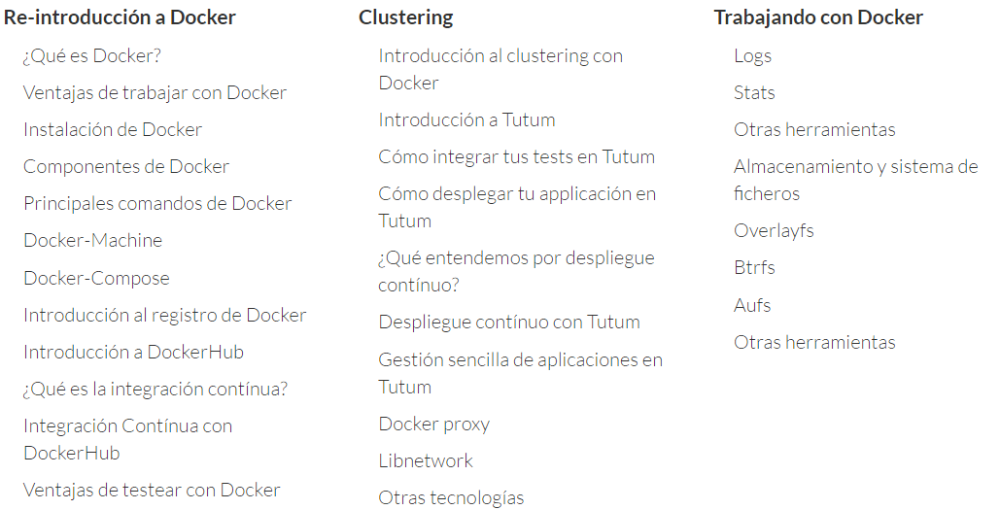 Re-introducción a Docker
¿Qué es Docker?
Ventajas de trabajar con Docker
Instalación de Docker
Componentes de Docker
Principales comandos de Docker
Docker-Machine
Docker-Compose
Introducción al registro de Docker
Introducción a DockerHub
¿Qué es la integración contínua?
Integración Contínua con
DockerHub
Ventajas de testear con Docker
Clustering
Introducción al clustering con
Docker
Introducción a Tutum
Cómo integrar tus tests en Tutum
Cómo desplegar tu applicación en
Tutum
¿Qué entendemos por despliegue
contínuo?
Despliegue contínuo con Tutum
Gestión sencilla de aplicaciones en
Tutum
Docker proxy
Libnetwork
Otras tecnologías
Trabajando con Docker
Logs
Stats
Otras herramientas
Almacenamiento y sistema de
ficheros
Overlayfs
Btrfs
Aufs
Otras herramientas